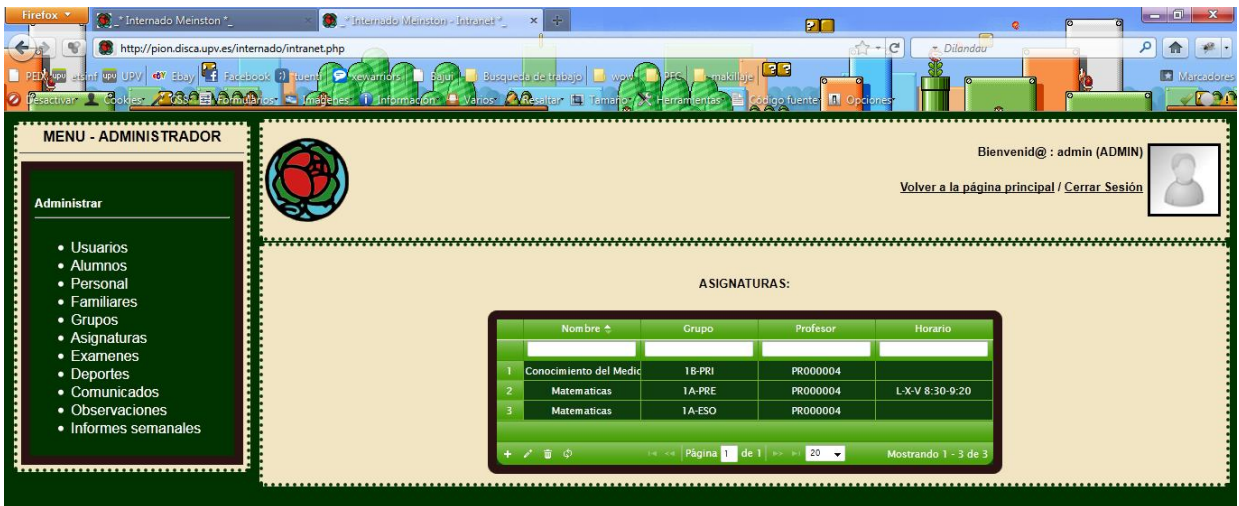 Firefox
_* Internado Meinston *_
_* Internado Meinston - Intranet *_
http://pion.disca.upv.es/internado/intranet.php
Dilandau
UPV Ebay Facebook tuenti xewarriors Bajui Busqueda de trabajo wow PFC makillaje
Marcadores
Desactivar Cookies CSS Formularios Imágenes Información Varios Resaltar Tamaño Herramientas Código fuente Opciones
MENU - ADMINISTRADOR
Administrar
• Usuarios
• Alumnos
• Personal
• Familiares
• Grupos
• Asignaturas
• Examenes
• Deportes
• Comunicados
• Observaciones
• Informes semanales
Bienvenid@ : admin (ADMIN)
Volver a la página principal / Cerrar Sesión
ASIGNATURAS:
Nombre Grupo Profesor Horario
1 Conocimiento del Medic 1B-PRI PR000004
2 Matematicas 1A-PRE PR000004 L-X-V 8:30-9:20
3 Matematicas 1A-ESO PR000004
Página 1 de 1 20 Mostrando 1 - 3 de 3